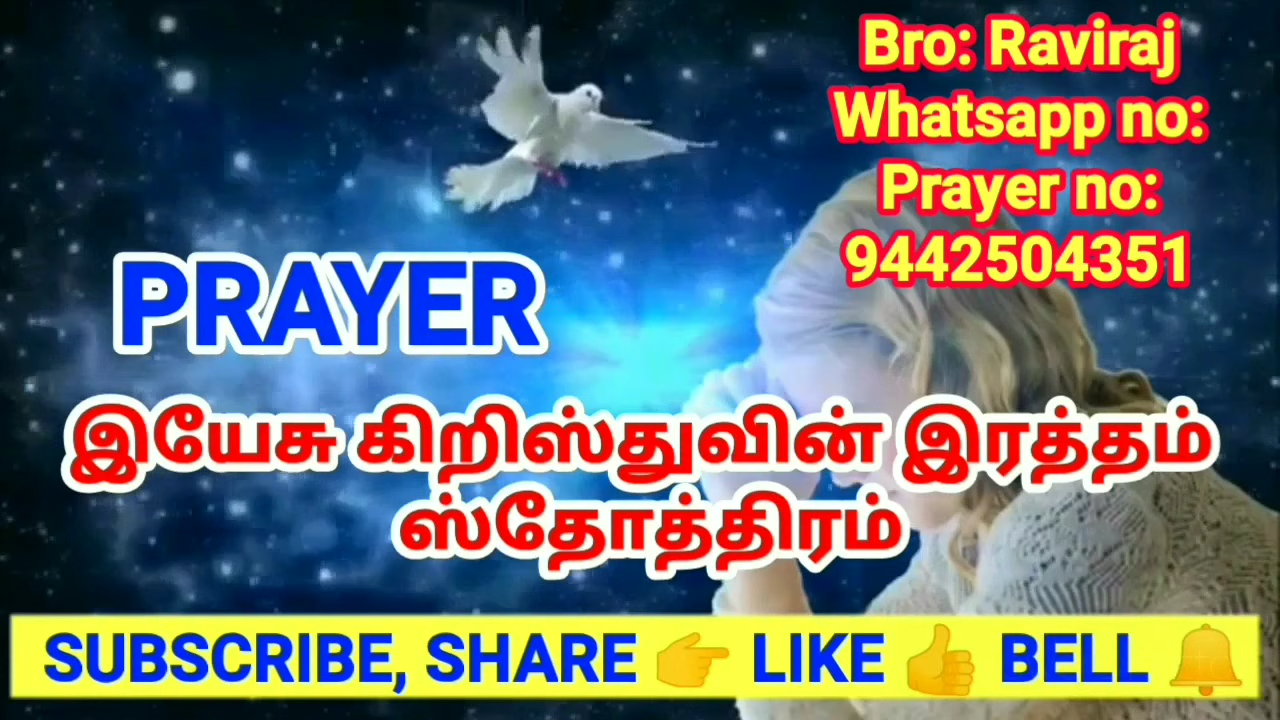 Bro: Raviraj
Whatsapp no:
Prayer no:
9442504351
PRAYER
இயேசு கிறிஸ்துவின் இரத்தம்
ஸ்தோத்திரம்
SUBSCRIBE, SHARE 👉 LIKE 👍 BELL 🔔